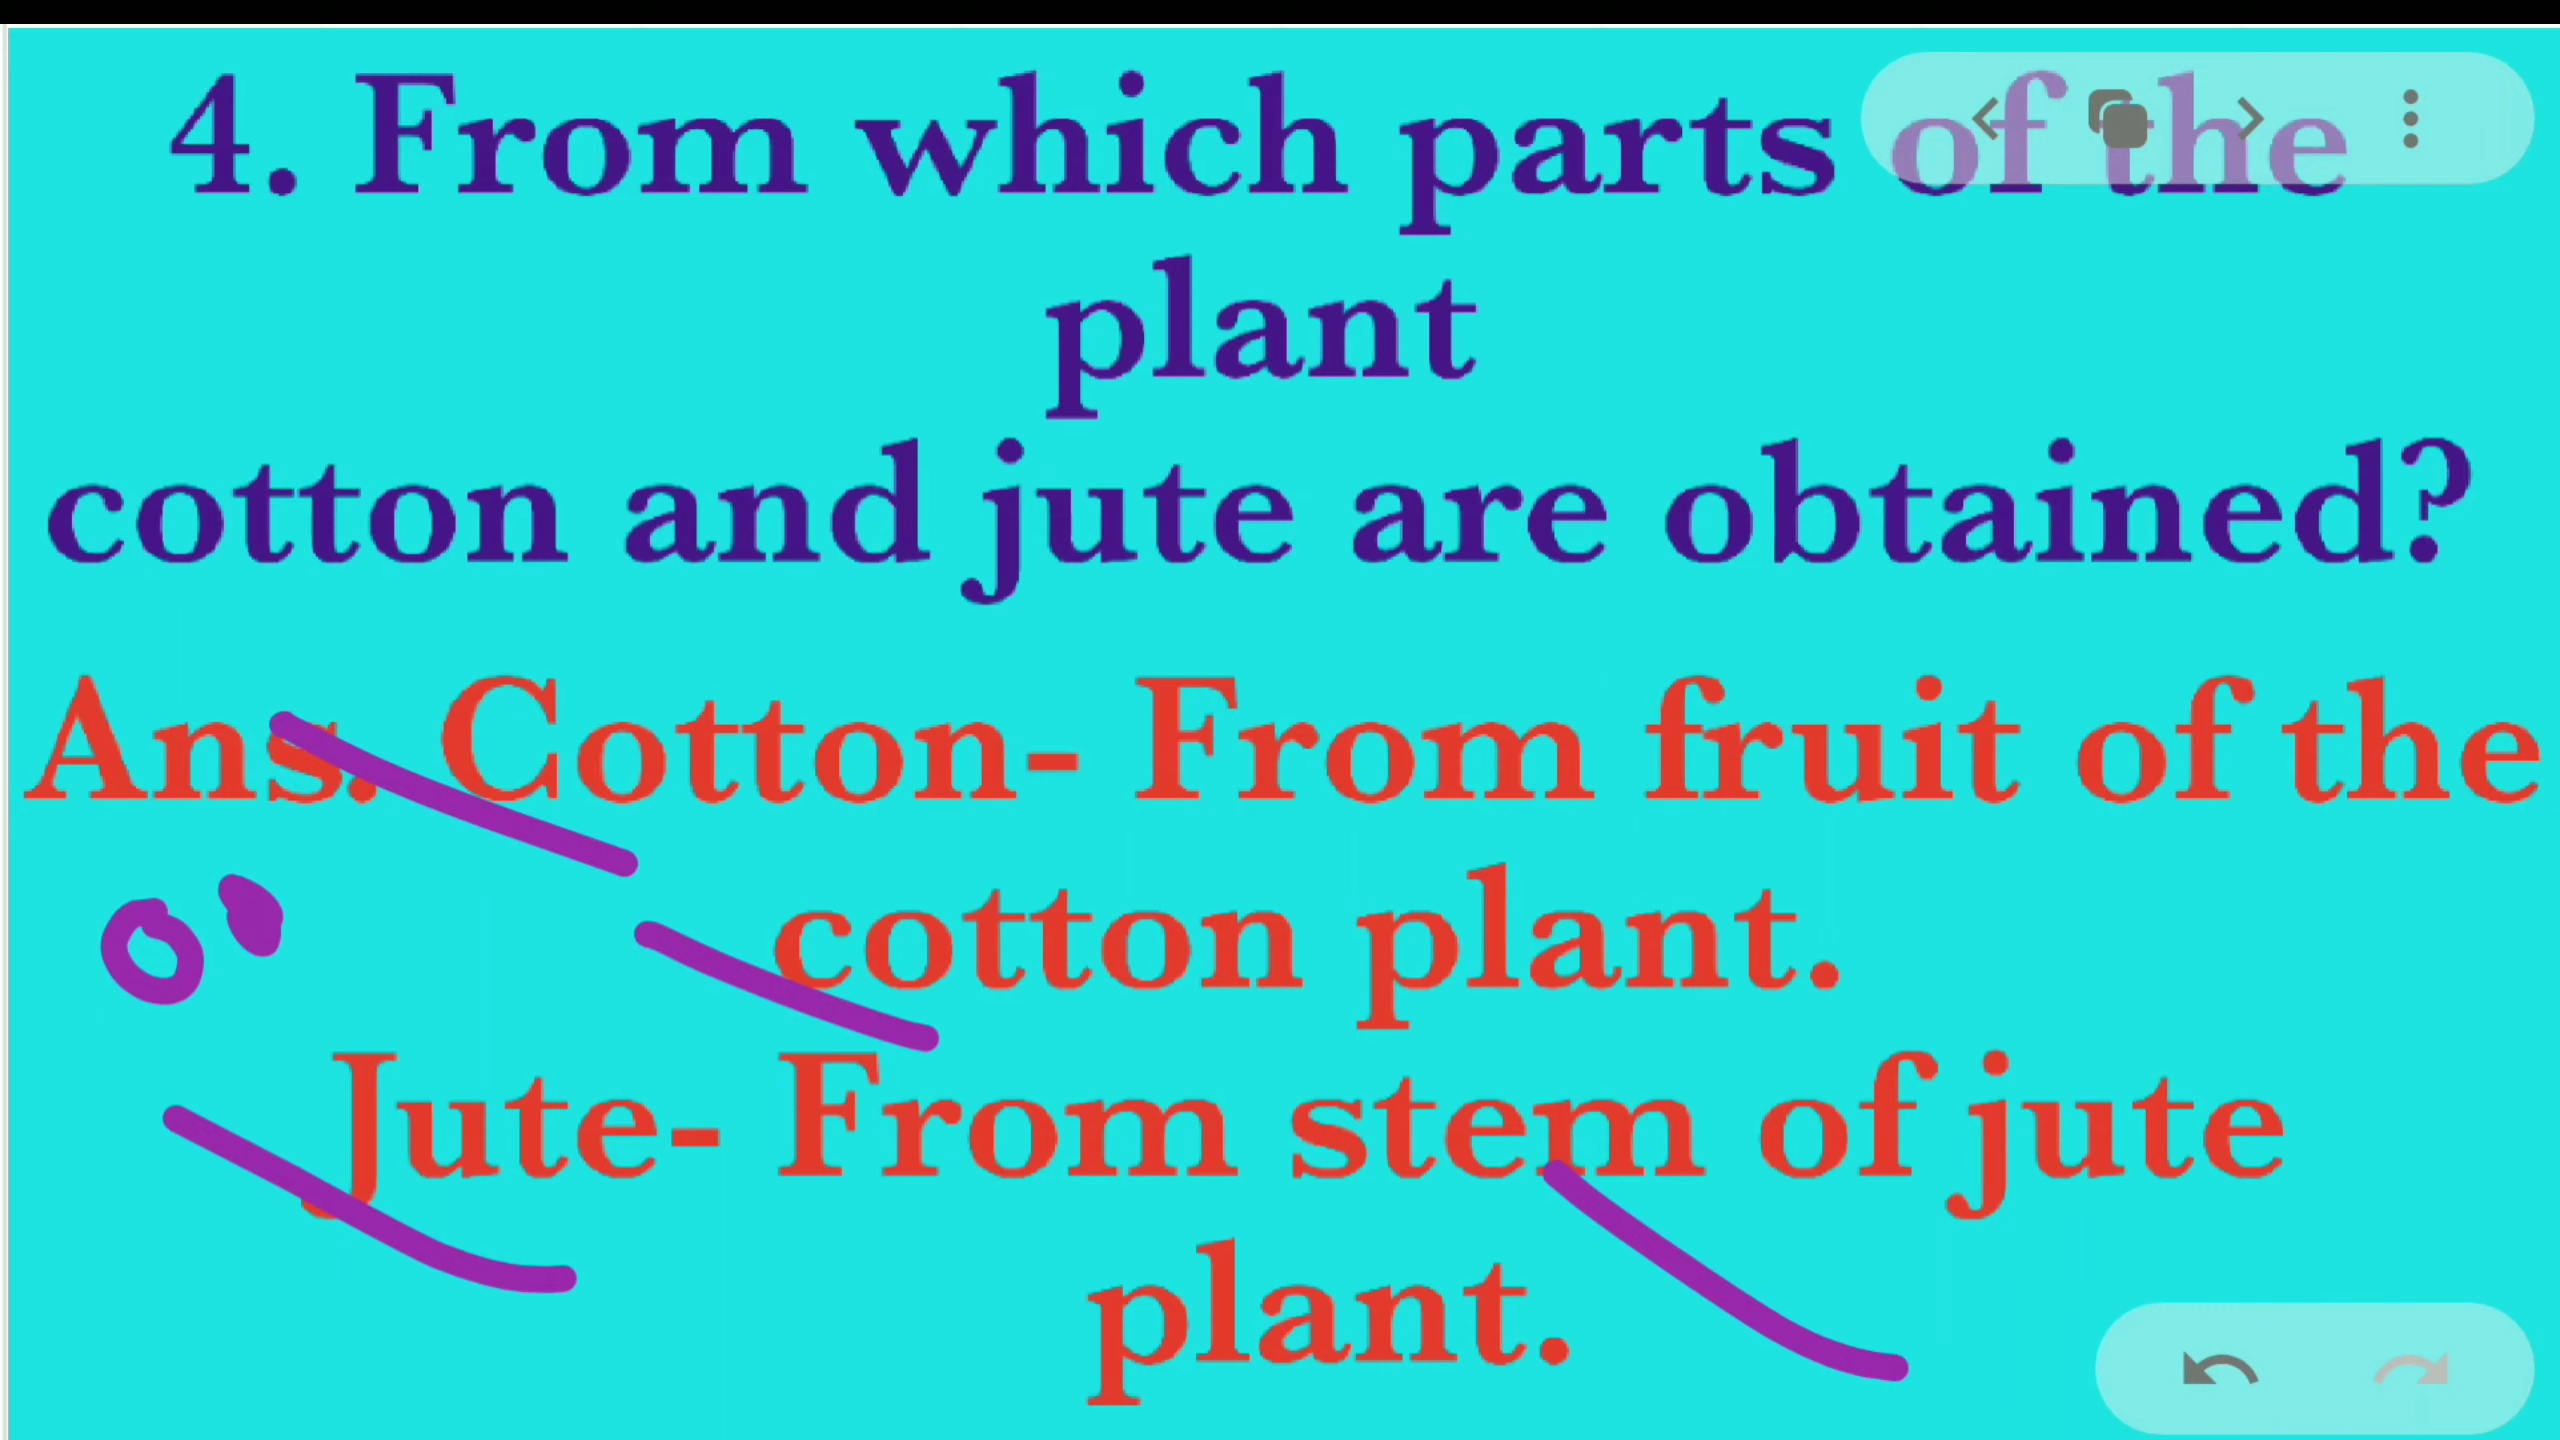 4. From which parts of the
plant
cotton and jute are obtained?
Ans. Cotton- From fruit of the
cotton plant.
Jute- From stem of jute
plant.